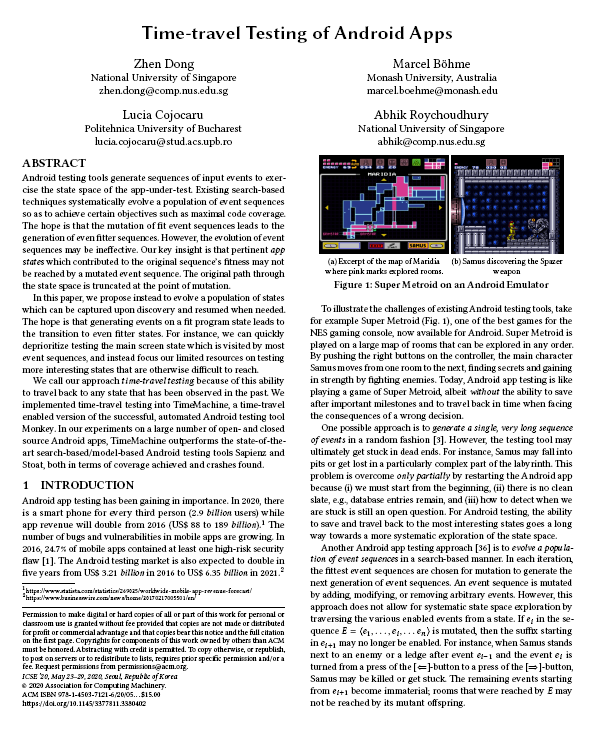 Time-travel Testing of Android Apps
Zhen Dong
National University of Singapore
zhen.dong@comp.nus.edu.sg
Marcel Böhme
Monash University, Australia
marcel.boehme@monash.edu
Lucia Cojocaru
Politehnica University of Bucharest
lucia.cojocaru@stud.acs.upb.ro
Abhik Roychoudhury
National University of Singapore
abhik@comp.nus.edu.sg
ABSTRACT
Android testing tools generate sequences of input events to exer-
cise the state space of the app-under-test. Existing search-based
techniques systematically evolve a population of event sequences
so as to achieve certain objectives such as maximal code coverage.
The hope is that the mutation of fit event sequences leads to the
generation of even fitter sequences. However, the evolution of event
sequences may be ineffective. Our key insight is that pertinent app
states which contributed to the original sequence's fitness may not
be reached by a mutated event sequence. The original path through
the state space is truncated at the point of mutation.
In this paper, we propose instead to evolve a population of states
which can be captured upon discovery and resumed when needed.
The hope is that generating events on a fit program state leads to
the transition to even fitter states. For instance, we can quickly
deprioritize testing the main screen state which is visited by most
event sequences, and instead focus our limited resources on testing
more interesting states that are otherwise difficult to reach.
We call our approach time-travel testing because of this ability
to travel back to any state that has been observed in the past. We
implemented time-travel testing into TimeMachine, a time-travel
enabled version of the successful, automated Android testing tool
Monkey. In our experiments on a large number of open- and closed
source Android apps, TimeMachine outperforms the state-of-the-
art search-based/model-based Android testing tools Sapienz and
Stoat, both in terms of coverage achieved and crashes found.
1 INTRODUCTION
Android app testing has been gaining in importance. In 2020, there
is a smart phone for every third person (2.9 billion users) while
app revenue will double from 2016 (US$ 88 to 189 billion).1 The
number of bugs and vulnerabilities in mobile apps are growing. In
2016, 24.7% of mobile apps contained at least one high-risk security
flaw [1]. The Android testing market is also expected to double in
five years from US$ 3.21 billion in 2016 to US$ 6.35 billion in 2021.2
1https://www.statista.com/statistics/269025/worldwide-mobile-app-revenue-forecast/
2https://www.businesswire.com/news/home/20170217005501/en/
Permission to make digital or hard copies of all or part of this work for personal or
classroom use is granted without fee provided that copies are not made or distributed
for profit or commercial advantage and that copies bear this notice and the full citation
on the first page. Copyrights for components of this work owned by others than ACM
must be honored. Abstracting with credit is permitted. To copy otherwise, or republish,
to post on servers or to redistribute to lists, requires prior specific permission and/or a
fee. Request permissions from permissions@acm.org.
ICSE '20, May 23–29, 2020, Seoul, Republic of Korea
© 2020 Association for Computing Machinery.
ACM ISBN 978-1-4503-7121-6/20/05...$15.00
https://doi.org/10.1145/3377811.3380402
MARIDIA
SAMUS
(a) Excerpt of the map of Maridia
where pink marks explored rooms.
(b) Samus discovering the Spazer
weapon
Figure 1: Super Metroid on an Android Emulator
To illustrate the challenges of existing Android testing tools, take
for example Super Metroid (Fig. 1), one of the best games for the
NES gaming console, now available for Android. Super Metroid is
played on a large map of rooms that can be explored in any order.
By pushing the right buttons on the controller, the main character
Samus moves from one room to the next, finding secrets and gaining
in strength by fighting enemies. Today, Android app testing is like
playing a game of Super Metroid, albeit without the ability to save
after important milestones and to travel back in time when facing
the consequences of a wrong decision.
One possible approach is to generate a single, very long sequence
of events in a random fashion [3]. However, the testing tool may
ultimately get stuck in dead ends. For instance, Samus may fall into
pits or get lost in a particularly complex part of the labyrinth. This
problem is overcome only partially by restarting the Android app
because (i) we must start from the beginning, (ii) there is no clean
slate, e.g., database entries remain, and (iii) how to detect when we
are stuck is still an open question. For Android testing, the ability
to save and travel back to the most interesting states goes a long
way towards a more systematic exploration of the state space.
Another Android app testing approach [36] is to evolve a popula-
tion of event sequences in a search-based manner. In each iteration,
the fittest event sequences are chosen for mutation to generate the
next generation of event sequences. An event sequence is mutated
by adding, modifying, or removing arbitrary events. However, this
approach does not allow for systematic state space exploration by
traversing the various enabled events from a state. If ei in the se-
quence E = ⟨e1, . . . , ei, . . . en⟩ is mutated, then the suffix starting
in ei+1 may no longer be enabled. For instance, when Samus stands
next to an enemy or a ledge after event ei−1 and the event ei is
turned from a press of the [⇐]-button to a press of the [⇒]-button,
Samus may be killed or get stuck. The remaining events starting
from ei+1 become immaterial; rooms that were reached by E may
not be reached by its mutant offspring.